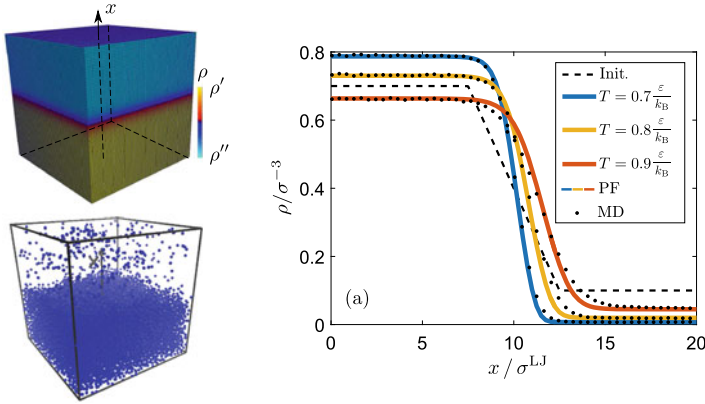 x
ρ
ρ′
ρ″
0.8
0.6
0.4
0.2
0
ρ/σ⁻³
Init.
T = 0.7 ε/k_B
T = 0.8 ε/k_B
T = 0.9 ε/k_B
PF
MD
(a)
0 5 10 15 20
x / σ^LJ